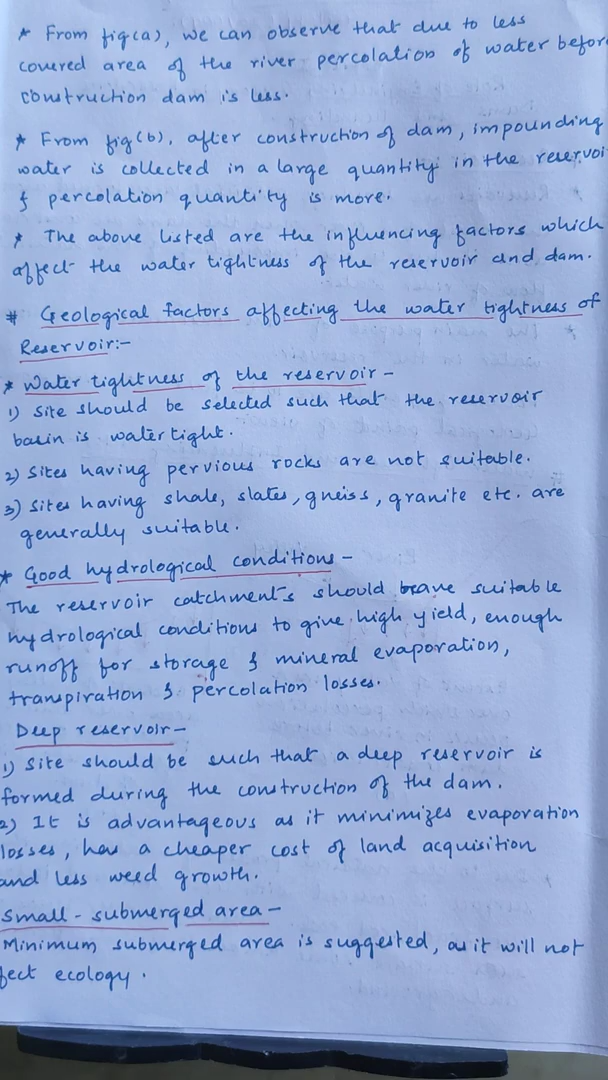 * From fig(a), we can observe that due to less
covered area of the river percolation of water before
construction dam is less.
* From fig(b), after construction of dam, impounding
water is collected in a large quantity in the reservoi
& percolation quantity is more.
* The above listed are the influencing factors which
affect the water tightness of the reservoir and dam.
# Geological factors affecting the water tightness of
Reservoir:-
* Water tightness of the reservoir -
1) Site should be selected such that the reservoir
basin is watertight.
2) Sites having pervious rocks are not suitable.
3) Sites having shale, slates, gneiss, granite etc. are
generally suitable.
* Good hydrological conditions -
The reservoir catchments should have suitable
hydrological conditions to give high yield, enough
runoff for storage & mineral evaporation,
transpiration & percolation losses.
Deep reservoir -
1) Site should be such that a deep reservoir is
formed during the construction of the dam.
2) It is advantageous as it minimizes evaporation
losses, has a cheaper cost of land acquisition
and less weed growth.
Small - submerged area -
Minimum submerged area is suggested, as it will not
fect ecology.